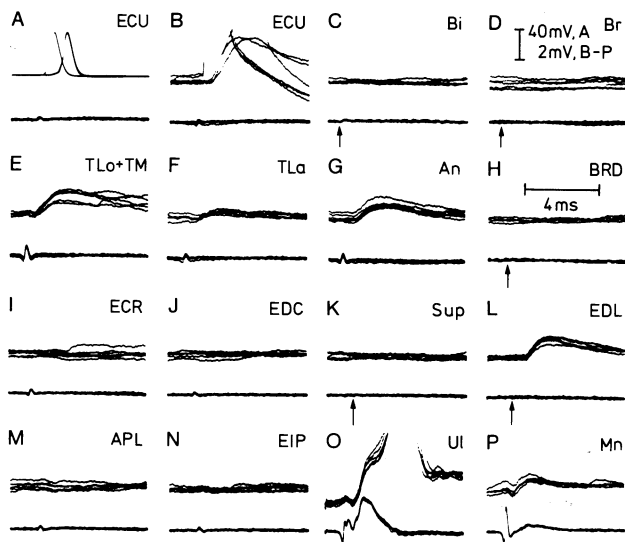 A ECU
B ECU
C Bi
D Br
40mV, A
2mV, B-P
E TLo+TM
F TLa
G An
H BRD
4ms
I ECR
J EDC
K Sup
L EDL
M APL
N EIP
O Ul
P Mn